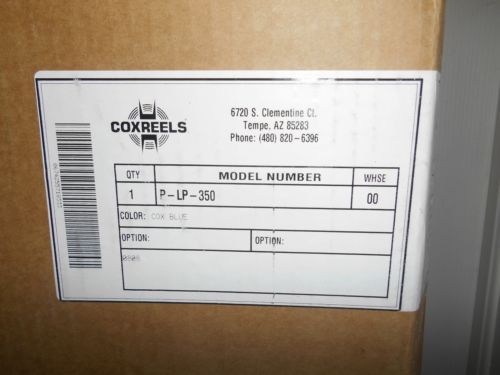 COXREELS
6720 S. Clementine Ct.
Tempe, AZ 85283
Phone: (480) 820-6396
QTY MODEL NUMBER WHSE
1 P-LP-350 00
COLOR: COX BLUE
OPTION: OPTION:
0808